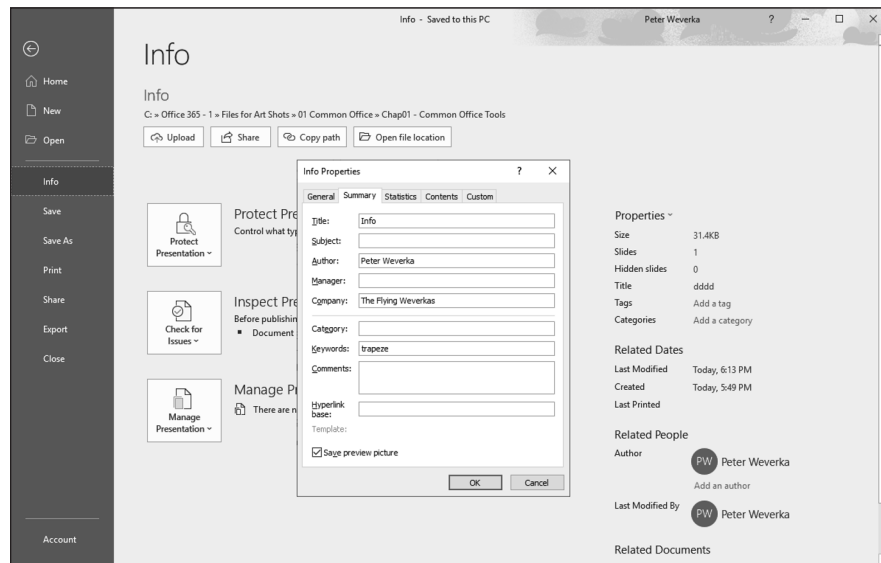 Info - Saved to this PC
Peter Weverka
?
Info
Home
New
Open
Info
Save
Save As
Print
Share
Export
Close
Account
Info
C: » Office 365 - 1 » Files for Art Shots » 01 Common Office » Chap01 - Common Office Tools
Upload
Share
Copy path
Open file location
Protect Presentation
Protect Pre
Control what ty
Check for Issues
Inspect Pre
Before publishin
Document
Manage Presentation
Manage Pr
There are n
Info Properties
?
General Summary Statistics Contents Custom
Title: Info
Subject:
Author: Peter Weverka
Manager:
Company: The Flying Weverkas
Category:
Keywords: trapeze
Comments:
Hyperlink base:
Template:
Save preview picture
OK Cancel
Properties
Size 31.4KB
Slides 1
Hidden slides 0
Title dddd
Tags Add a tag
Categories Add a category
Related Dates
Last Modified Today, 6:13 PM
Created Today, 5:49 PM
Last Printed
Related People
Author PW Peter Weverka
Add an author
Last Modified By PW Peter Weverka
Related Documents